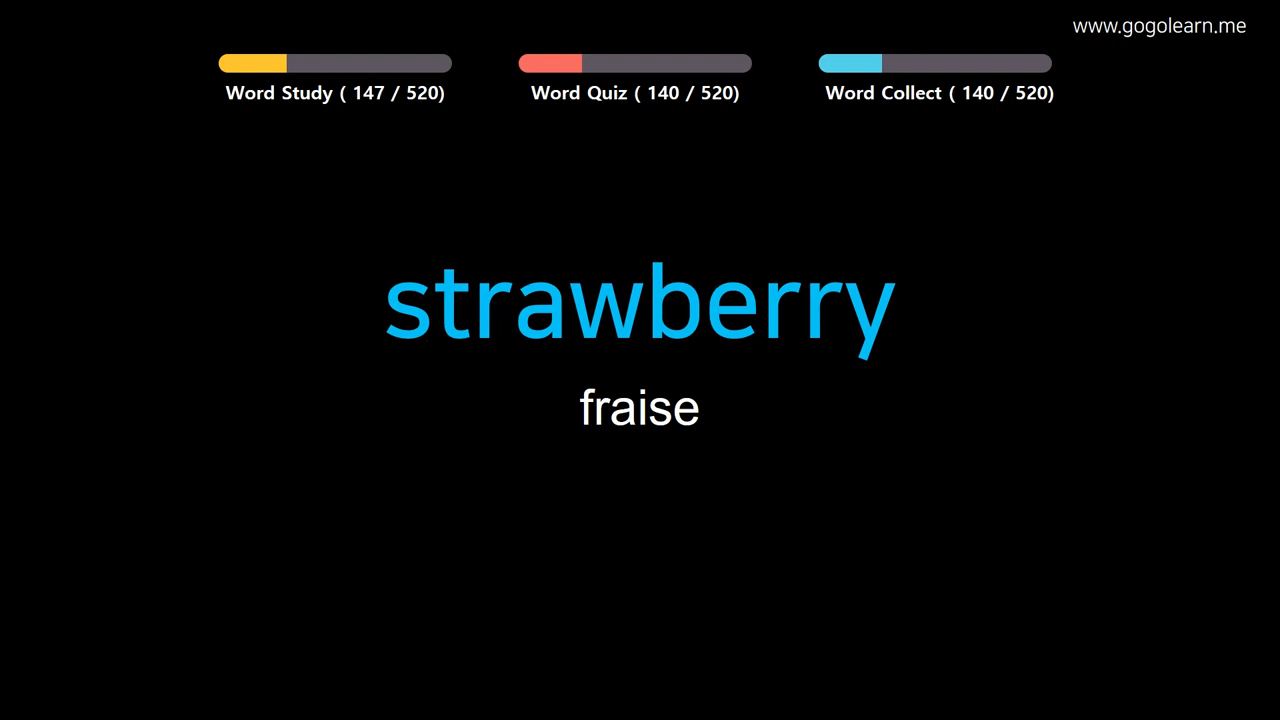 www.gogolearn.me
Word Study ( 147 / 520)
Word Quiz ( 140 / 520)
Word Collect ( 140 / 520)
strawberry
fraise